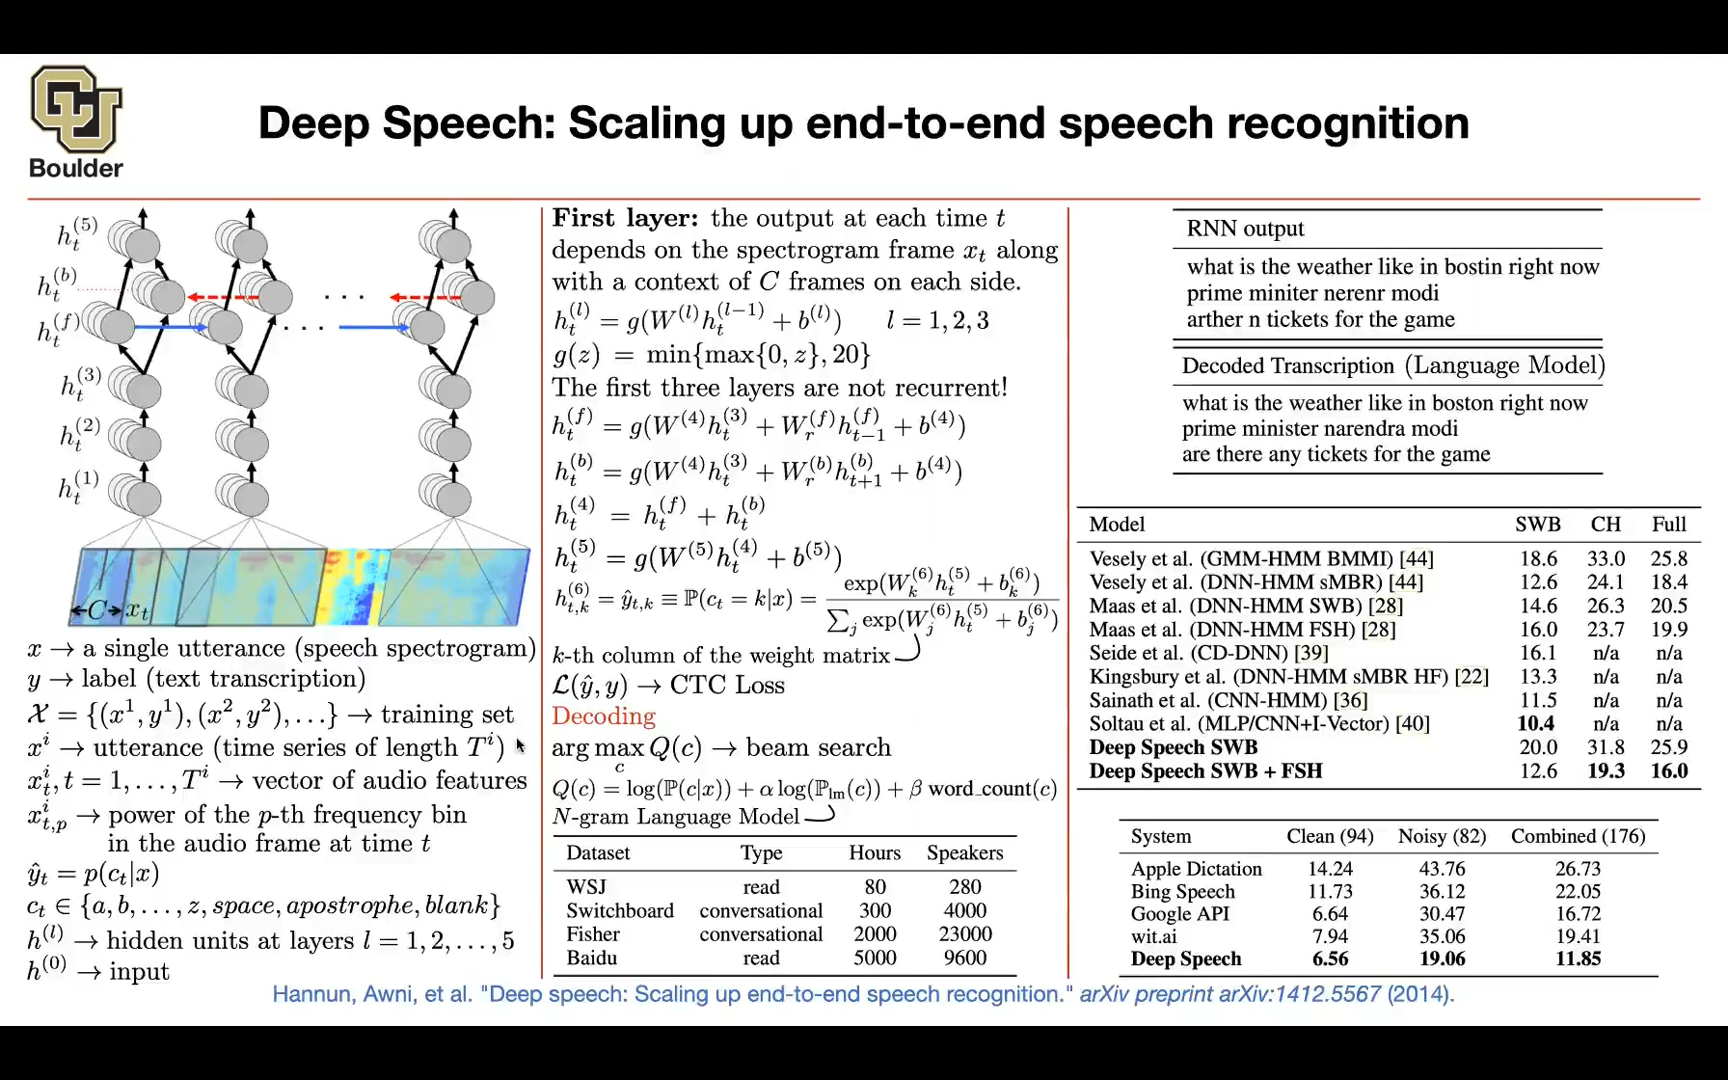 CU
Boulder
Deep Speech: Scaling up end-to-end speech recognition
h_t^{(5)}
h_t^{(b)}
h_t^{(f)}
h_t^{(3)}
h_t^{(2)}
h_t^{(1)}
. . .
. . .
C x_t
x → a single utterance (speech spectrogram)
y → label (text transcription)
𝒳 = {(x^1, y^1), (x^2, y^2), . . .} → training set
x^i → utterance (time series of length T^i)
x_t^i, t = 1, . . . , T^i → vector of audio features
x_{t,p}^i → power of the p-th frequency bin
in the audio frame at time t
ŷ_t = p(c_t|x)
c_t ∈ {a, b, . . . , z, space, apostrophe, blank}
h^{(l)} → hidden units at layers l = 1, 2, . . . , 5
h^{(0)} → input
First layer: the output at each time t
depends on the spectrogram frame x_t along
with a context of C frames on each side.
h_t^{(l)} = g(W^{(l)} h_t^{(l−1)} + b^{(l)}) l = 1, 2, 3
g(z) = min{max{0, z}, 20}
The first three layers are not recurrent!
h_t^{(f)} = g(W^{(4)} h_t^{(3)} + W_r^{(f)} h_{t−1}^{(f)} + b^{(4)})
h_t^{(b)} = g(W^{(4)} h_t^{(3)} + W_r^{(b)} h_{t+1}^{(b)} + b^{(4)})
h_t^{(4)} = h_t^{(f)} + h_t^{(b)}
h_t^{(5)} = g(W^{(5)} h_t^{(4)} + b^{(5)})
h_{t,k}^{(6)} = ŷ_{t,k} ≡ ℙ(c_t = k|x) = exp(W_k^{(6)} h_t^{(5)} + b_k^{(6)}) / ∑_j exp(W_j^{(6)} h_t^{(5)} + b_j^{(6)})
k-th column of the weight matrix
ℒ(ŷ, y) → CTC Loss
Decoding
arg max_c Q(c) → beam search
Q(c) = log(ℙ(c|x)) + α log(ℙ_lm(c)) + β word_count(c)
N-gram Language Model
Dataset Type Hours Speakers
WSJ read 80 280
Switchboard conversational 300 4000
Fisher conversational 2000 23000
Baidu read 5000 9600
RNN output
what is the weather like in bostin right now
prime miniter nerenr modi
arther n tickets for the game
Decoded Transcription (Language Model)
what is the weather like in boston right now
prime minister narendra modi
are there any tickets for the game
Model SWB CH Full
Vesely et al. (GMM-HMM BMMI) [44] 18.6 33.0 25.8
Vesely et al. (DNN-HMM sMBR) [44] 12.6 24.1 18.4
Maas et al. (DNN-HMM SWB) [28] 14.6 26.3 20.5
Maas et al. (DNN-HMM FSH) [28] 16.0 23.7 19.9
Seide et al. (CD-DNN) [39] 16.1 n/a n/a
Kingsbury et al. (DNN-HMM sMBR HF) [22] 13.3 n/a n/a
Sainath et al. (CNN-HMM) [36] 11.5 n/a n/a
Soltau et al. (MLP/CNN+I-Vector) [40] 10.4 n/a n/a
Deep Speech SWB 20.0 31.8 25.9
Deep Speech SWB + FSH 12.6 19.3 16.0
System Clean (94) Noisy (82) Combined (176)
Apple Dictation 14.24 43.76 26.73
Bing Speech 11.73 36.12 22.05
Google API 6.64 30.47 16.72
wit.ai 7.94 35.06 19.41
Deep Speech 6.56 19.06 11.85
Hannun, Awni, et al. "Deep speech: Scaling up end-to-end speech recognition." arXiv preprint arXiv:1412.5567 (2014).